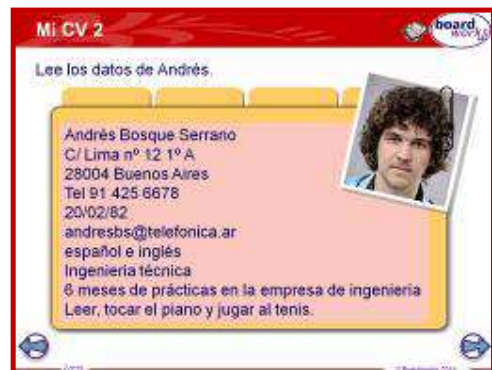 Mi CV 2
board
works
Lee los datos de Andrés.
Andrés Bosque Serrano
C/ Lima nº 12 1º A
28004 Buenos Aires
Tel 91 425 6678
20/02/82
andresbs@telefonica.ar
español e inglés
Ingeniería técnica
6 meses de prácticas en la empresa de ingeniería
Leer, tocar el piano y jugar al tenis.